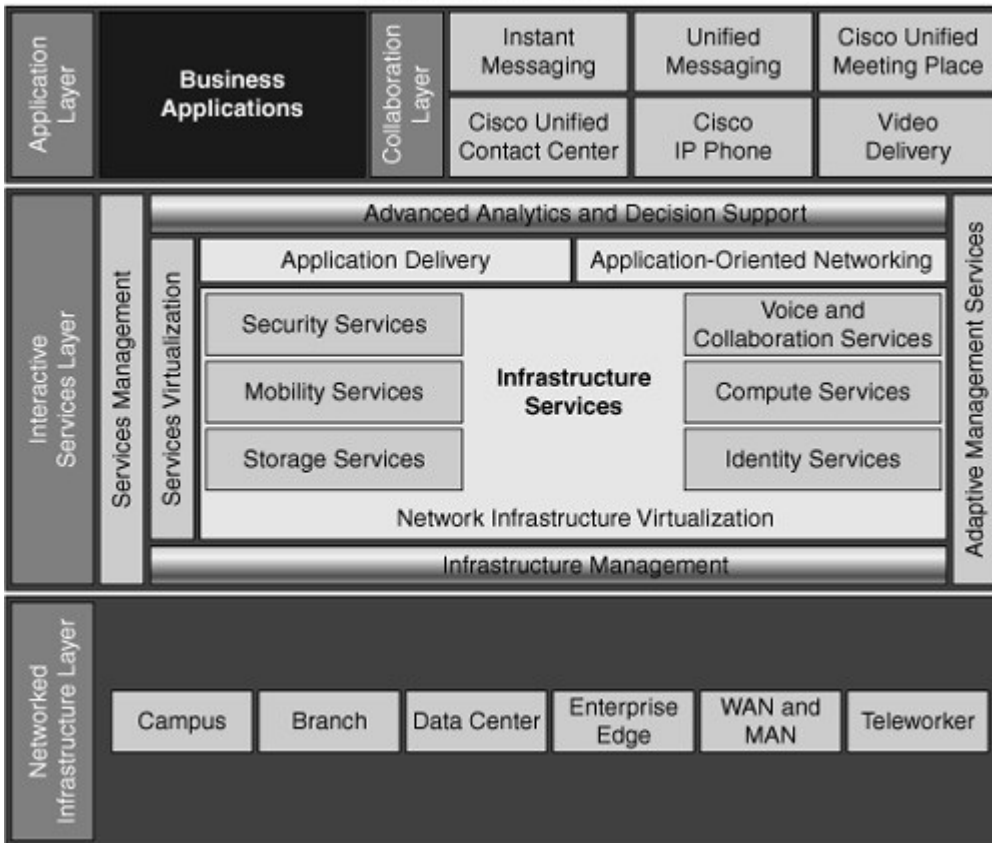 Application
Layer
Business
Applications
Collaboration
Layer
Instant
Messaging
Unified
Messaging
Cisco Unified
Meeting Place
Cisco Unified
Contact Center
Cisco
IP Phone
Video
Delivery
Interactive
Services Layer
Services Management
Advanced Analytics and Decision Support
Services Virtualization
Application Delivery
Application-Oriented Networking
Security Services
Voice and
Collaboration Services
Mobility Services
Infrastructure
Services
Compute Services
Storage Services
Identity Services
Network Infrastructure Virtualization
Infrastructure Management
Adaptive Management Services
Networked
Infrastructure Layer
Campus
Branch
Data Center
Enterprise
Edge
WAN and
MAN
Teleworker